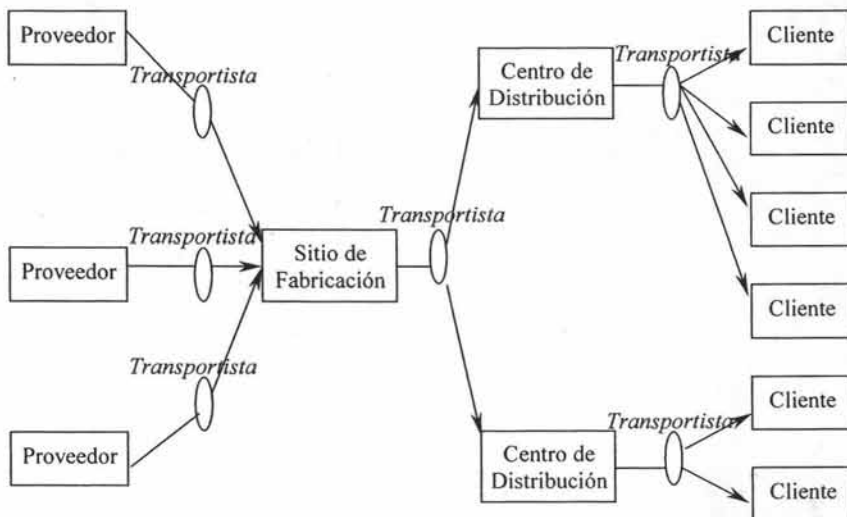 Proveedor
Transportista
Proveedor
Transportista
Transportista
Proveedor
Sitio de
Fabricación
Transportista
Centro de
Distribución
Transportista
Centro de
Distribución
Transportista
Cliente
Cliente
Cliente
Cliente
Cliente
Cliente